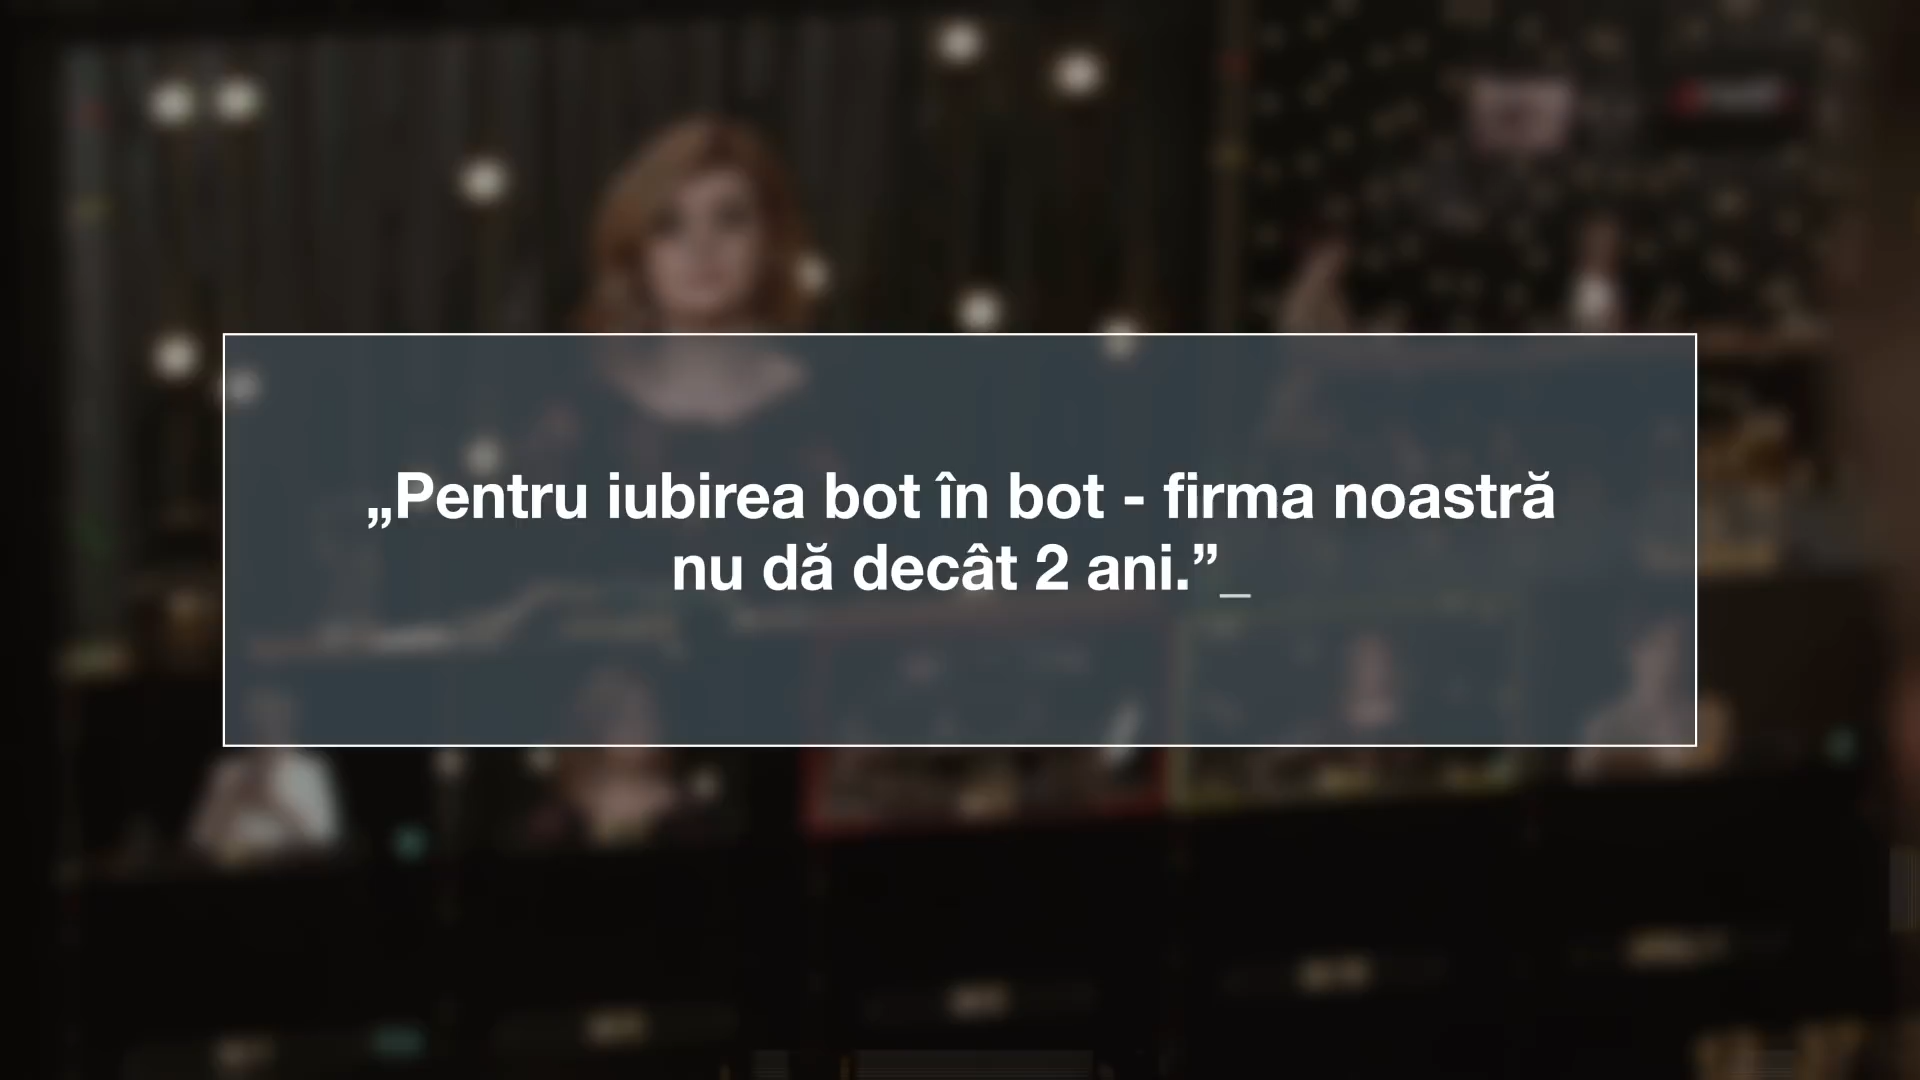 „Pentru iubirea bot în bot - firma noastră
nu dă decât 2 ani.”_